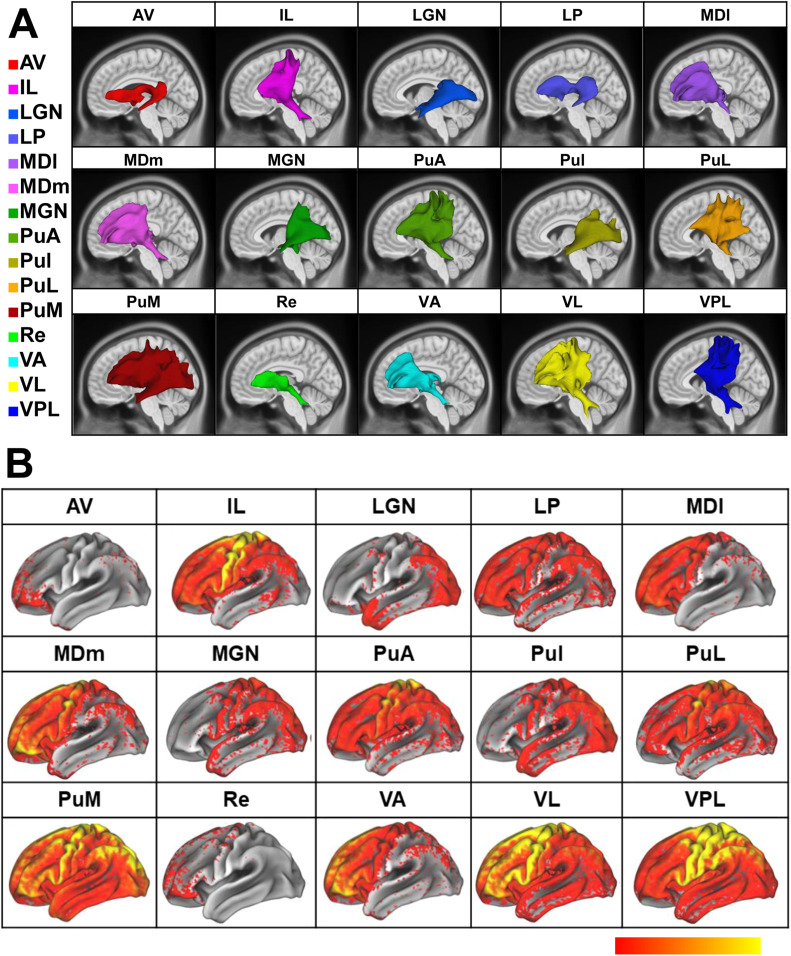 A
AV IL LGN LP MDl
AV
IL
LGN
LP
MDl
MDm
MGN
PuA
PuI
PuL
PuM
Re
VA
VL
VPL
MDm MGN PuA PuI PuL
PuM Re VA VL VPL
B
AV IL LGN LP MDl
MDm MGN PuA PuI PuL
PuM Re VA VL VPL